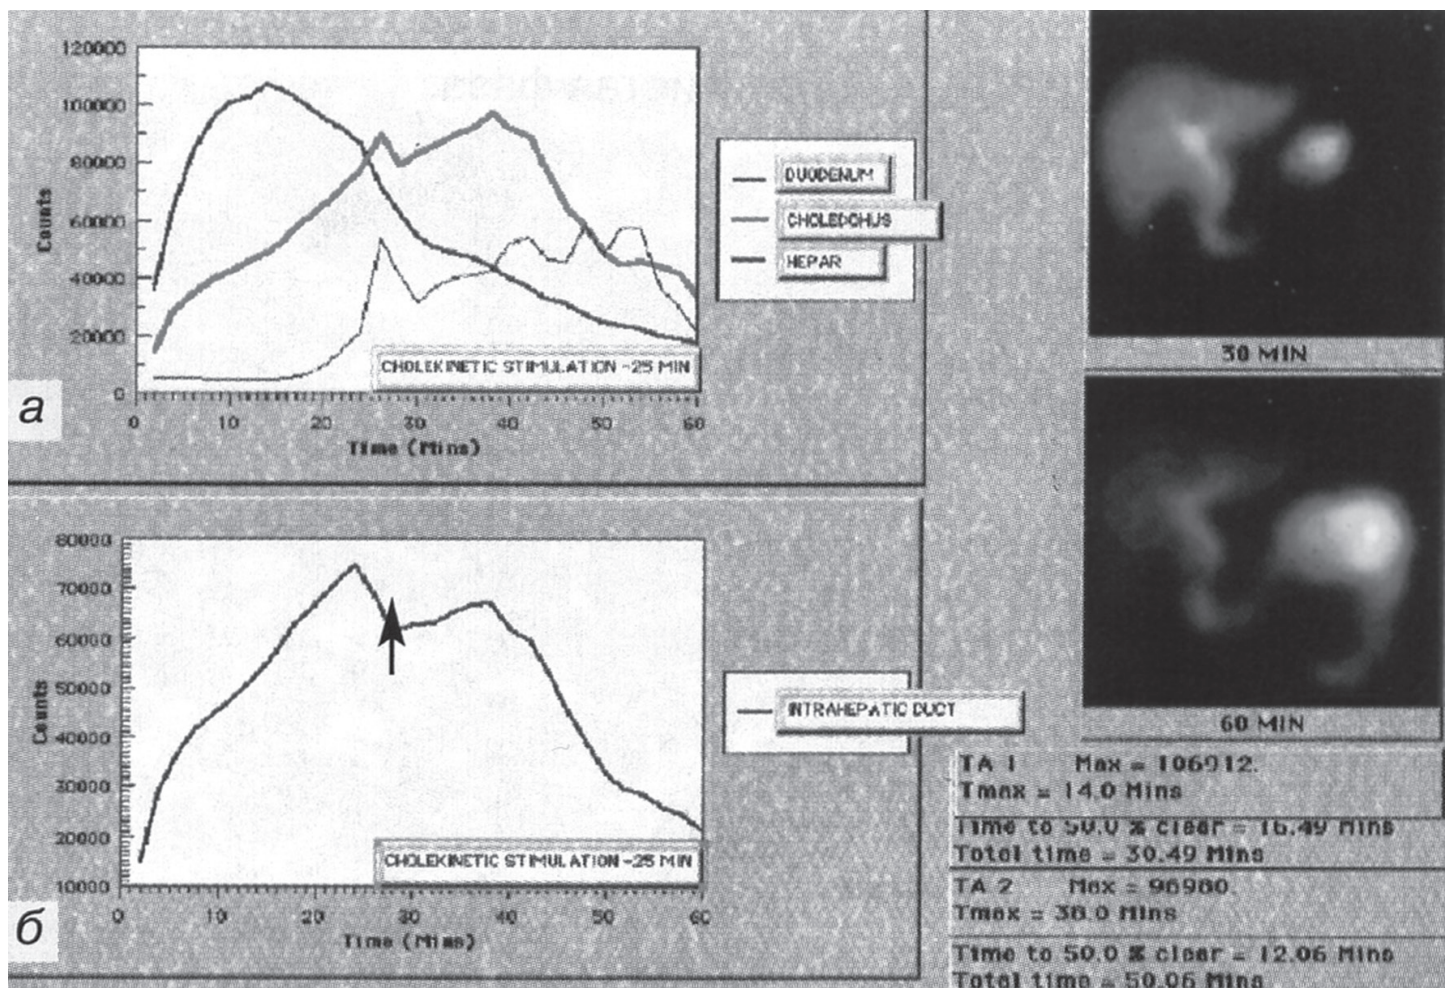 120000
100000
80000
60000
40000
20000
0
Counts
0 10 20 30 40 50 60
Time (Mins)
CHOLEKINETIC STIMULATION -25 MIN
DUODENUM
CHOLEDOHUS
HEPAR
а
30 MIN
80000
70000
60000
50000
40000
30000
20000
10000
Counts
0 10 20 30 40 50 60
Time (Mins)
CHOLEKINETIC STIMULATION -25 MIN
INTRAHEPATIC DUCT
б
60 MIN
TA 1 Max = 106912.
Tmax = 14.0 Mins
Time to 50.0 % clear = 16.49 Mins
Total time = 30.49 Mins
TA 2 Max = 96980.
Tmax = 38.0 Mins
Time to 50.0 % clear = 12.06 Mins
Total time = 50.06 Mins